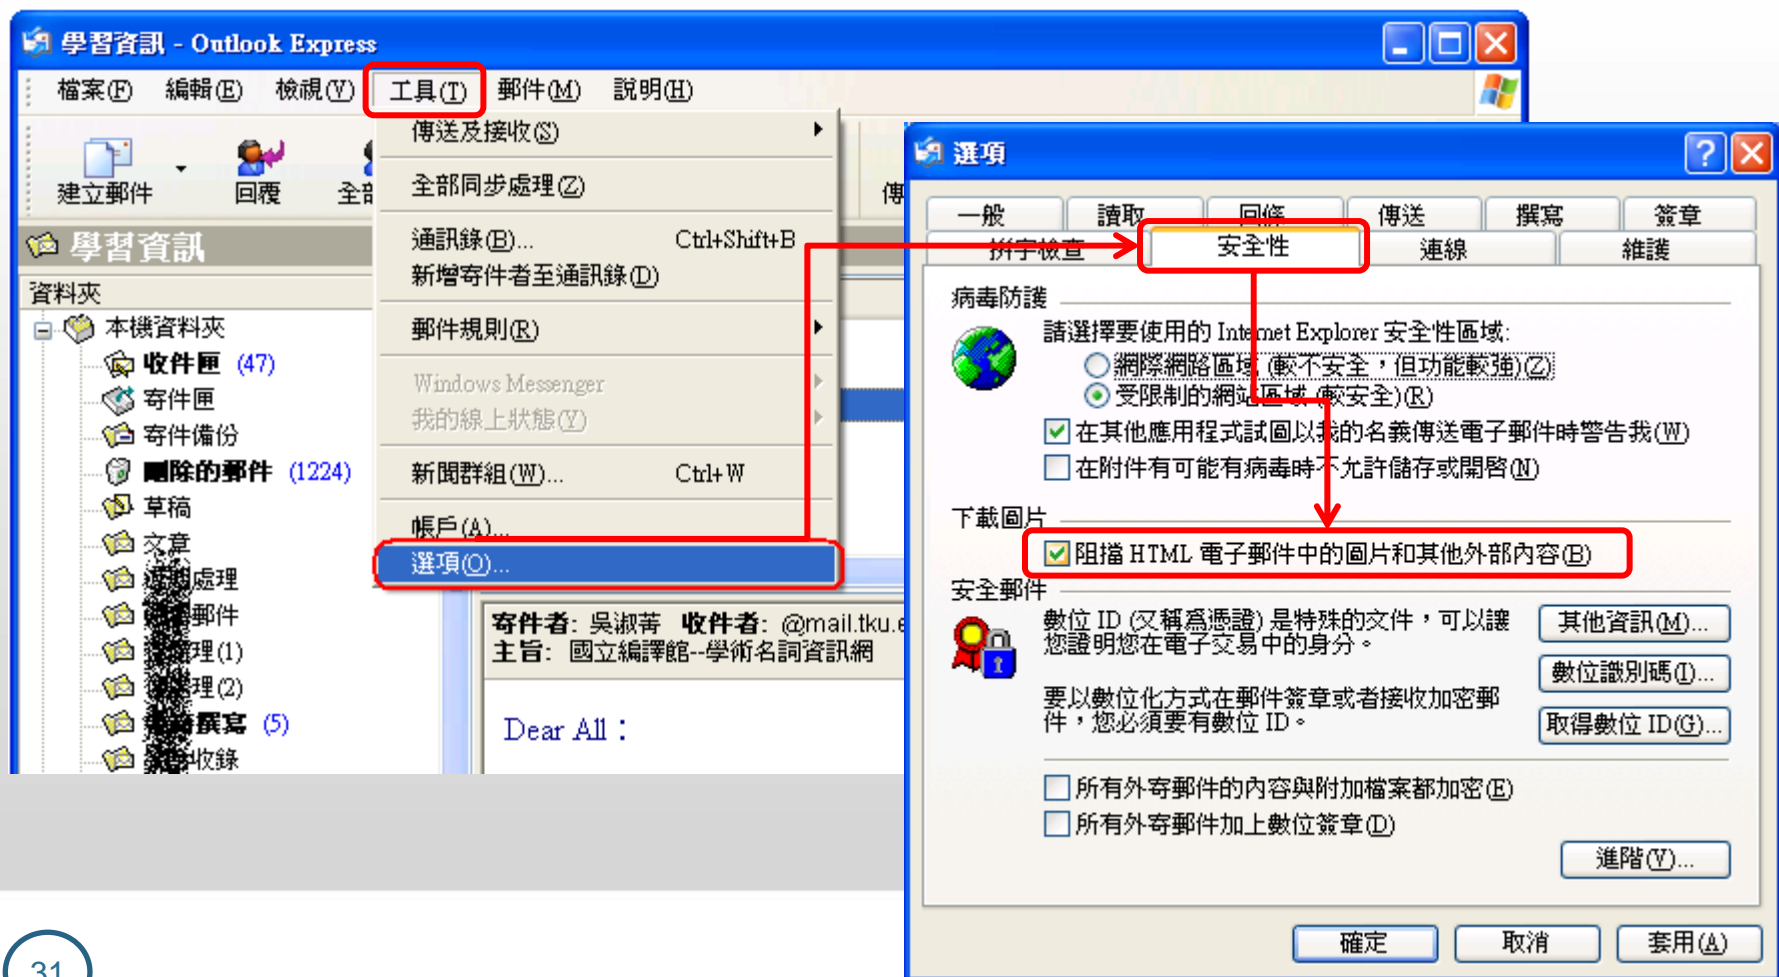 學習資訊 - Outlook Express
檔案(F) 編輯(E) 檢視(V) 工具(T) 郵件(M) 說明(H)
建立郵件 回覆
學習資訊
資料夾
本機資料夾
收件匣 (47)
寄件匣
寄件備份
刪除的郵件 (1224)
草稿
文章
處理
郵件
理(1)
理(2)
撰寫 (5)
收錄
傳送及接收(S)
全部同步處理(Z)
通訊錄(B)... Ctrl+Shift+B
新增寄件者至通訊錄(D)
郵件規則(R)
Windows Messenger
我的線上狀態(Y)
新聞群組(W)... Ctrl+W
帳戶(A)...
選項(O)...
寄件者: 吳淑菁 收件者: @mail.tku.e
主旨: 國立編譯館--學術名詞資訊網
Dear All：
選項
一般 讀取 回條 傳送 撰寫 簽章
拼字檢查 安全性 連線 維護
病毒防護
請選擇要使用的 Internet Explorer 安全性區域:
網際網路區域 (較不安全，但功能較強)(Z)
受限制的網站區域 (較安全)(R)
在其他應用程式試圖以我的名義傳送電子郵件時警告我(W)
在附件有可能有病毒時不允許儲存或開啓(N)
下載圖片
阻擋 HTML 電子郵件中的圖片和其他外部內容(B)
安全郵件
數位 ID (又稱為憑證) 是特殊的文件，可以讓
您證明您在電子交易中的身分。
其他資訊(M)...
數位識別碼(I)...
要以數位化方式在郵件簽章或者接收加密郵
件，您必須要有數位 ID。
取得數位 ID(G)...
所有外寄郵件的內容與附加檔案都加密(E)
所有外寄郵件加上數位簽章(D)
進階(V)...
確定 取消 套用(A)
31